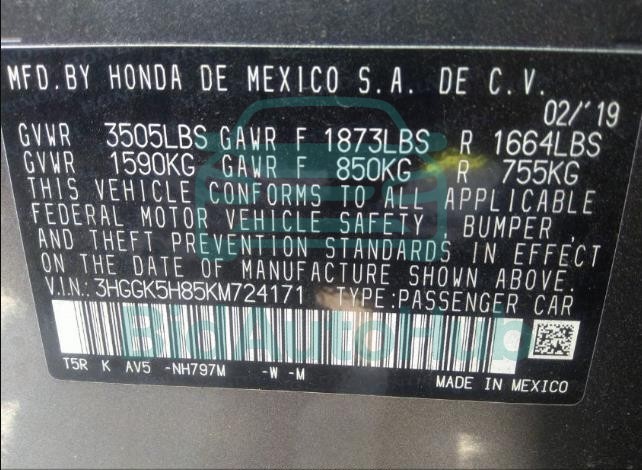 MFD.BY HONDA DE MEXICO S.A. DE C.V.
02/'19
GVWR 3505LBS GAWR F 1873LBS R 1664LBS
GVWR 1590KG GAWR F 850KG R 755KG
THIS VEHICLE CONFORMS TO ALL APPLICABLE
FEDERAL MOTOR VEHICLE SAFETY, BUMPER,
AND THEFT PREVENTION STANDARDS IN EFFECT
ON THE DATE OF MANUFACTURE SHOWN ABOVE.
V.I.N.: 3HGGK5H85KM724171 TYPE:PASSENGER CAR
BidAutoHub
T5R K AV5 -NH797M -W -M
MADE IN MEXICO